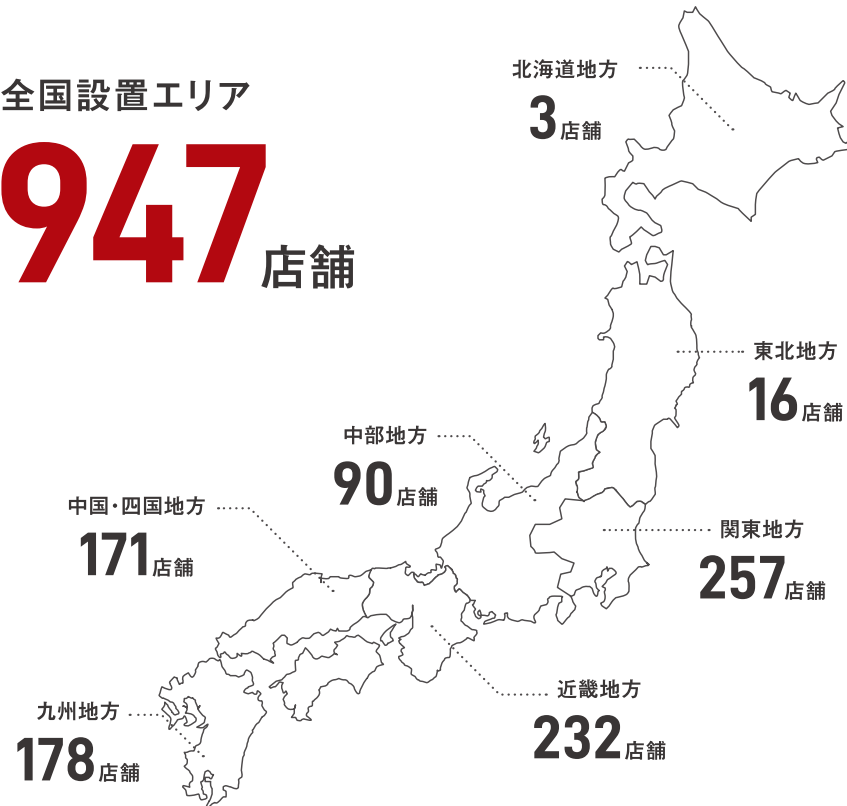 全国設置エリア
947店舗
北海道地方
3店舗
東北地方
16店舗
中部地方
90店舗
中国・四国地方
171店舗
関東地方
257店舗
近畿地方
232店舗
九州地方
178店舗